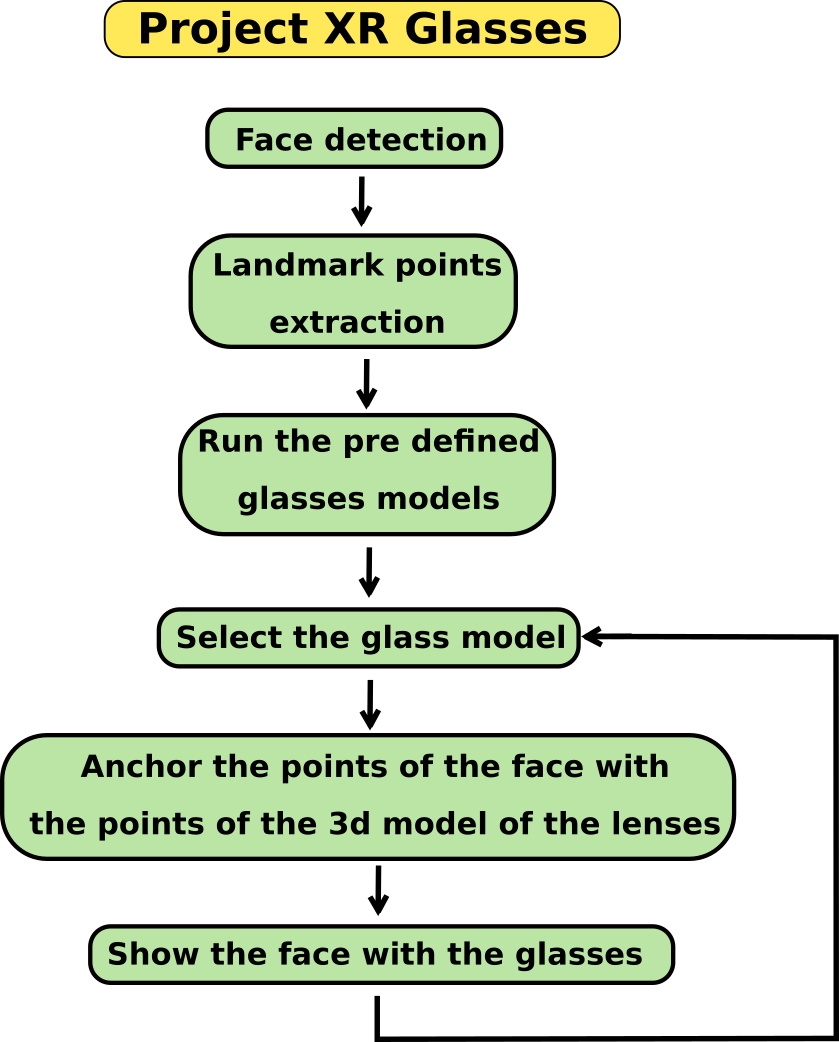 Project XR Glasses
Face detection
Landmark points
extraction
Run the pre defined
glasses models
Select the glass model
Anchor the points of the face with
the points of the 3d model of the lenses
Show the face with the glasses